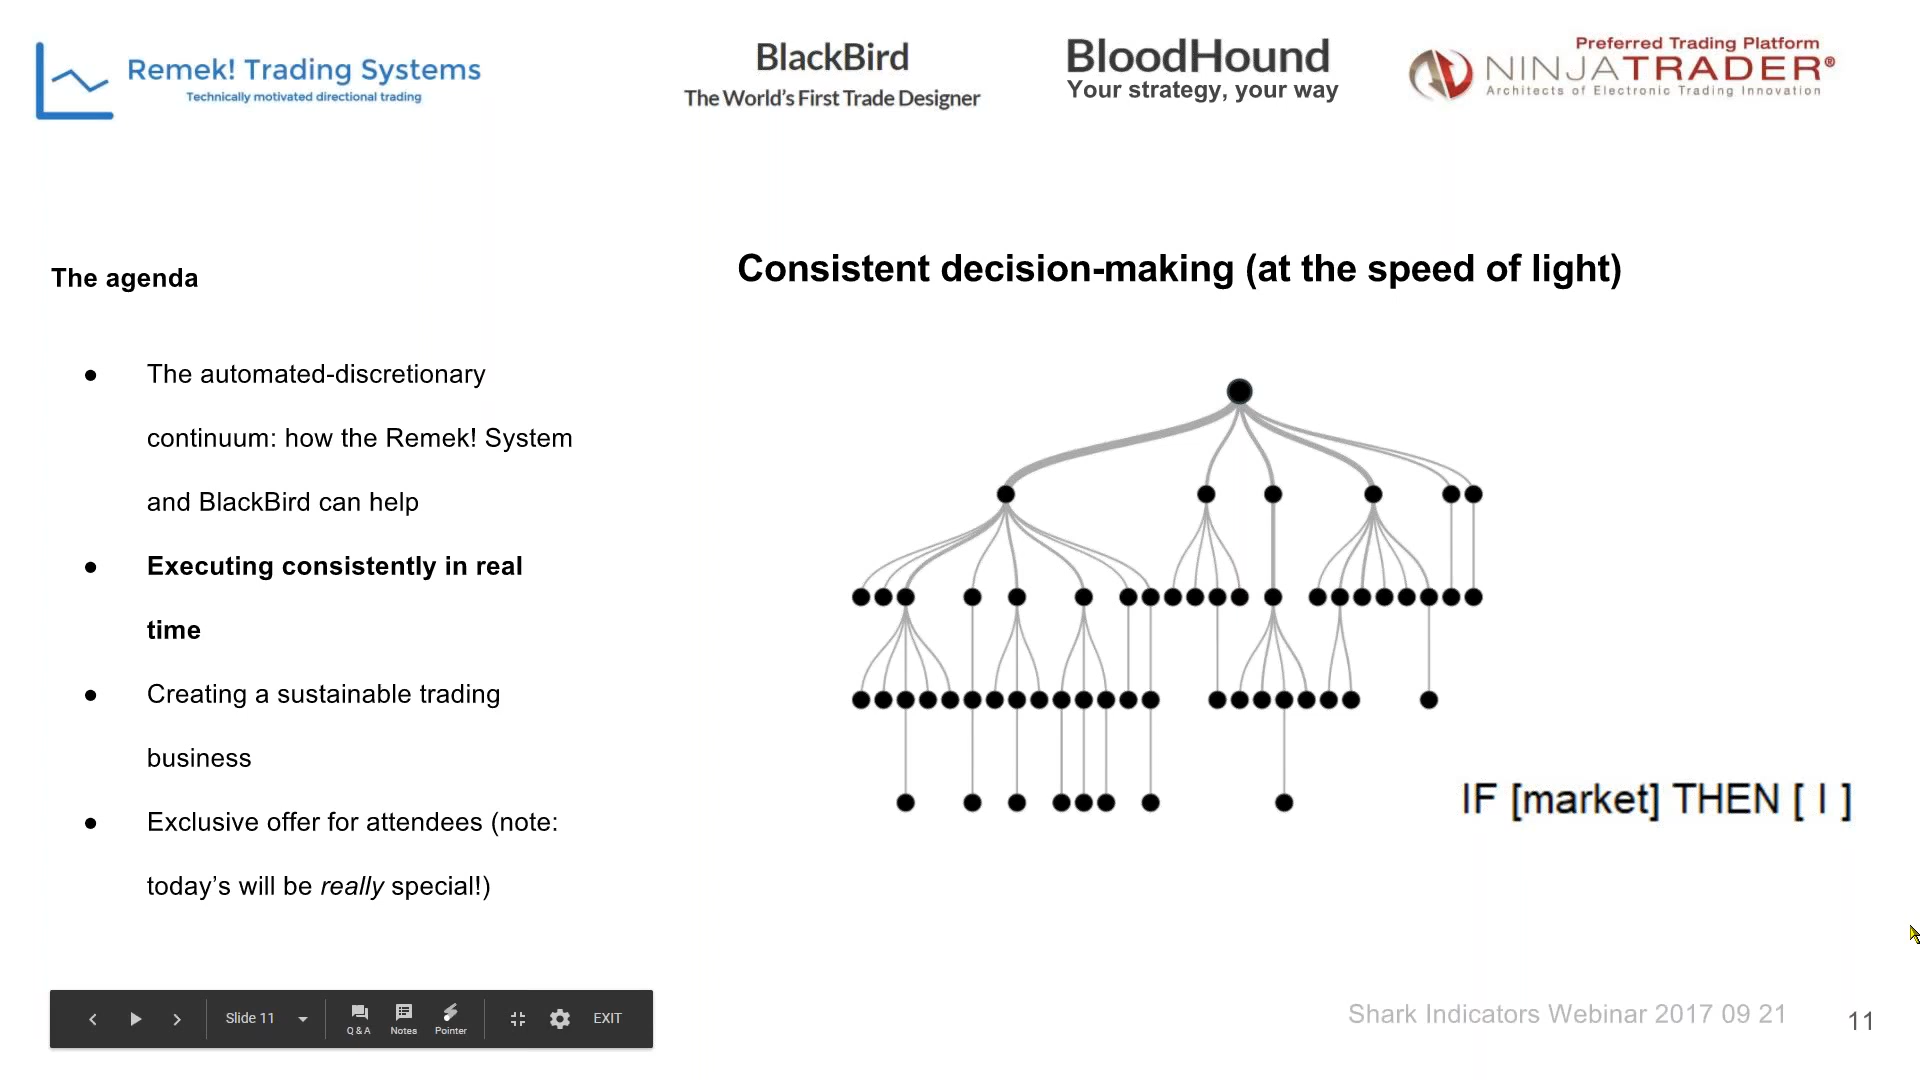 Remek! Trading Systems
Technically motivated directional trading
BlackBird
The World's First Trade Designer
BloodHound
Your strategy, your way
Preferred Trading Platform
NINJATRADER®
Architects of Electronic Trading Innovation
The agenda
● The automated-discretionary
continuum: how the Remek! System
and BlackBird can help
● Executing consistently in real
time
● Creating a sustainable trading
business
● Exclusive offer for attendees (note:
today's will be really special!)
Consistent decision-making (at the speed of light)
IF [market] THEN [ I ]
Slide 11
Q & A
Notes
Pointer
EXIT
Shark Indicators Webinar 2017 09 21
11